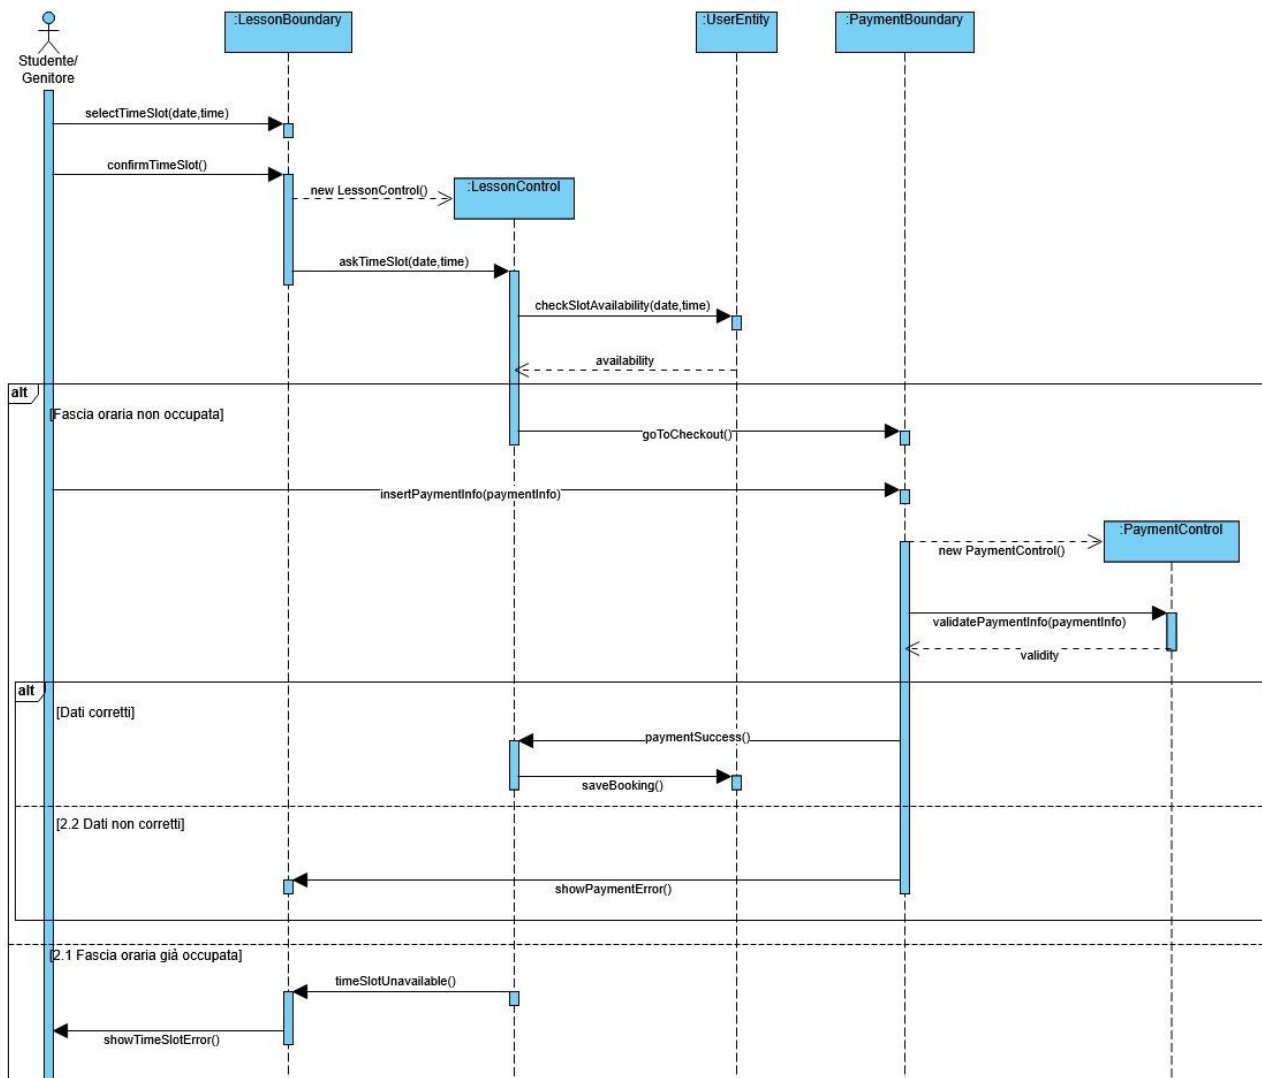 :LessonBoundary
:UserEntity
:PaymentBoundary
Studente/
Genitore
selectTimeSlot(date,time)
confirmTimeSlot()
new LessonControl()
:LessonControl
askTimeSlot(date,time)
checkSlotAvailability(date,time)
availability
alt
[Fascia oraria non occupata]
goToCheckout()
insertPaymentInfo(paymentInfo)
:PaymentControl
new PaymentControl()
validatePaymentInfo(paymentInfo)
validity
alt
[Dati corretti]
paymentSuccess()
saveBooking()
[2.2 Dati non corretti]
showPaymentError()
[2.1 Fascia oraria già occupata]
timeSlotUnavailable()
showTimeSlotError()